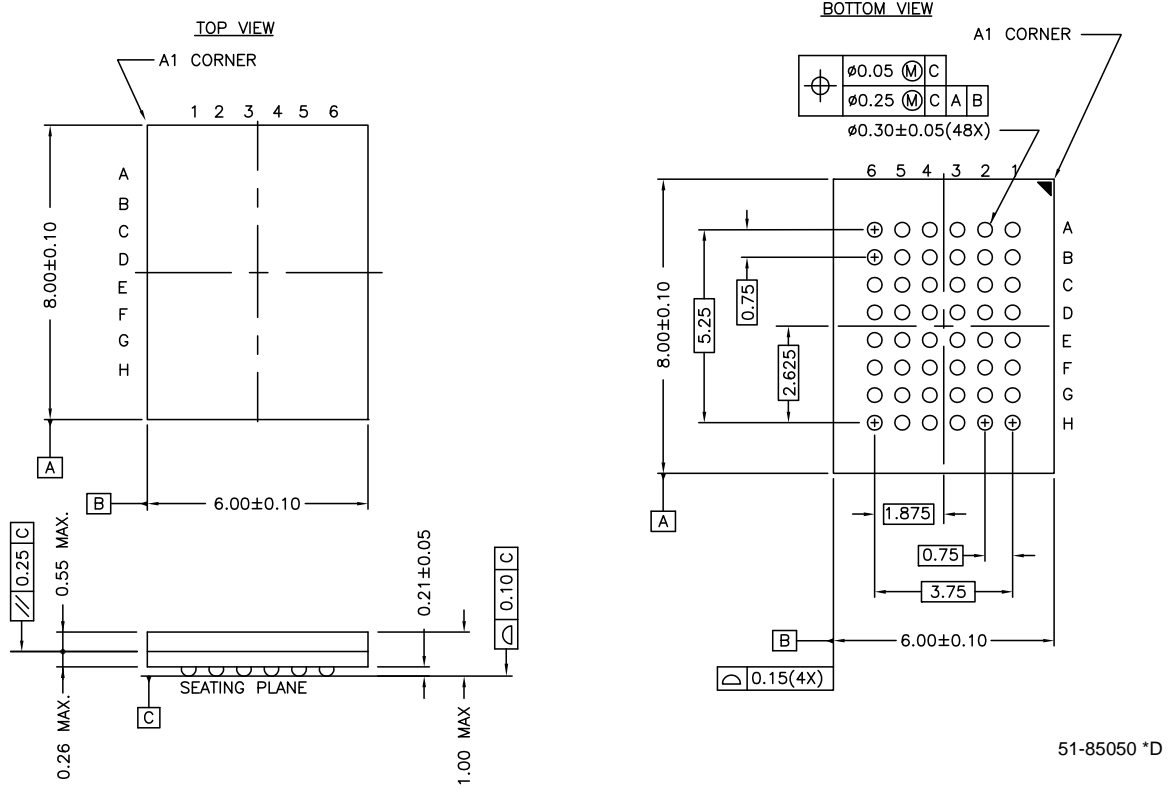 TOP VIEW
A1 CORNER
1 2 3 4 5 6
A
B
C
D
E
F
G
H
8.00±0.10
A
B
6.00±0.10
// 0.25 C
0.55 MAX.
0.26 MAX.
SEATING PLANE
C
0.21±0.05
0.10 C
1.00 MAX
BOTTOM VIEW
A1 CORNER
ø0.05 Ⓜ C
ø0.25 Ⓜ C A B
ø0.30±0.05(48X)
6 5 4 3 2 1
A
B
C
D
E
F
G
H
8.00±0.10
5.25
0.75
2.625
A
1.875
0.75
3.75
B
6.00±0.10
0.15(4X)
51-85050 *D